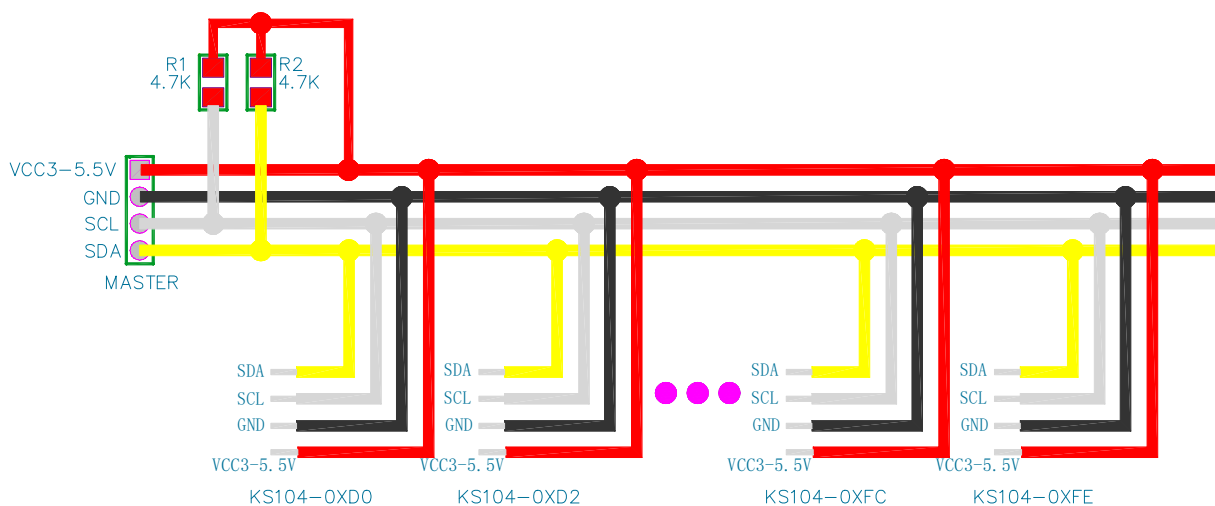 R1
4.7K
R2
4.7K
VCC3-5.5V
GND
SCL
SDA
MASTER
SDA
SCL
GND
VCC3-5.5V
KS104-0XD0
SDA
SCL
GND
VCC3-5.5V
KS104-0XD2
SDA
SCL
GND
VCC3-5.5V
KS104-0XFC
SDA
SCL
GND
VCC3-5.5V
KS104-0XFE